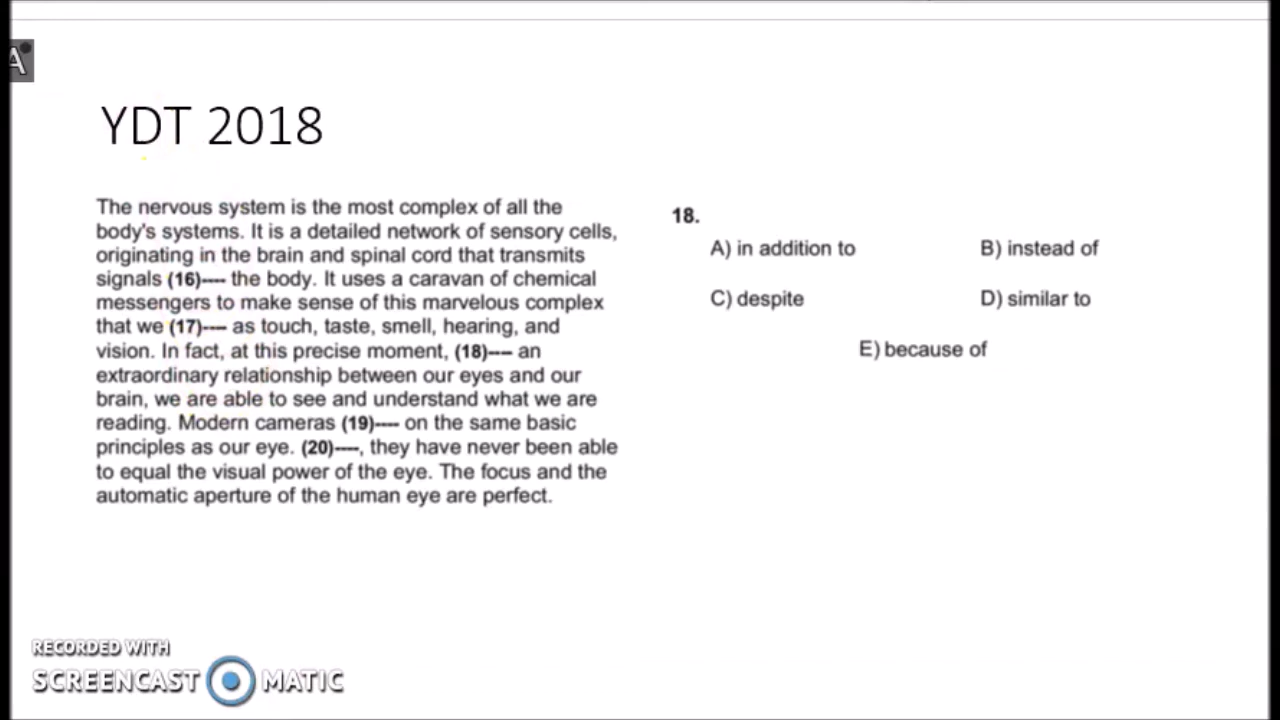 A
YDT 2018
The nervous system is the most complex of all the
body's systems. It is a detailed network of sensory cells,
originating in the brain and spinal cord that transmits
signals (16)---- the body. It uses a caravan of chemical
messengers to make sense of this marvelous complex
that we (17)---- as touch, taste, smell, hearing, and
vision. In fact, at this precise moment, (18)---- an
extraordinary relationship between our eyes and our
brain, we are able to see and understand what we are
reading. Modern cameras (19)---- on the same basic
principles as our eye. (20)----, they have never been able
to equal the visual power of the eye. The focus and the
automatic aperture of the human eye are perfect.
18.
A) in addition to B) instead of
C) despite D) similar to
E) because of
RECORDED WITH
SCREENCAST MATIC